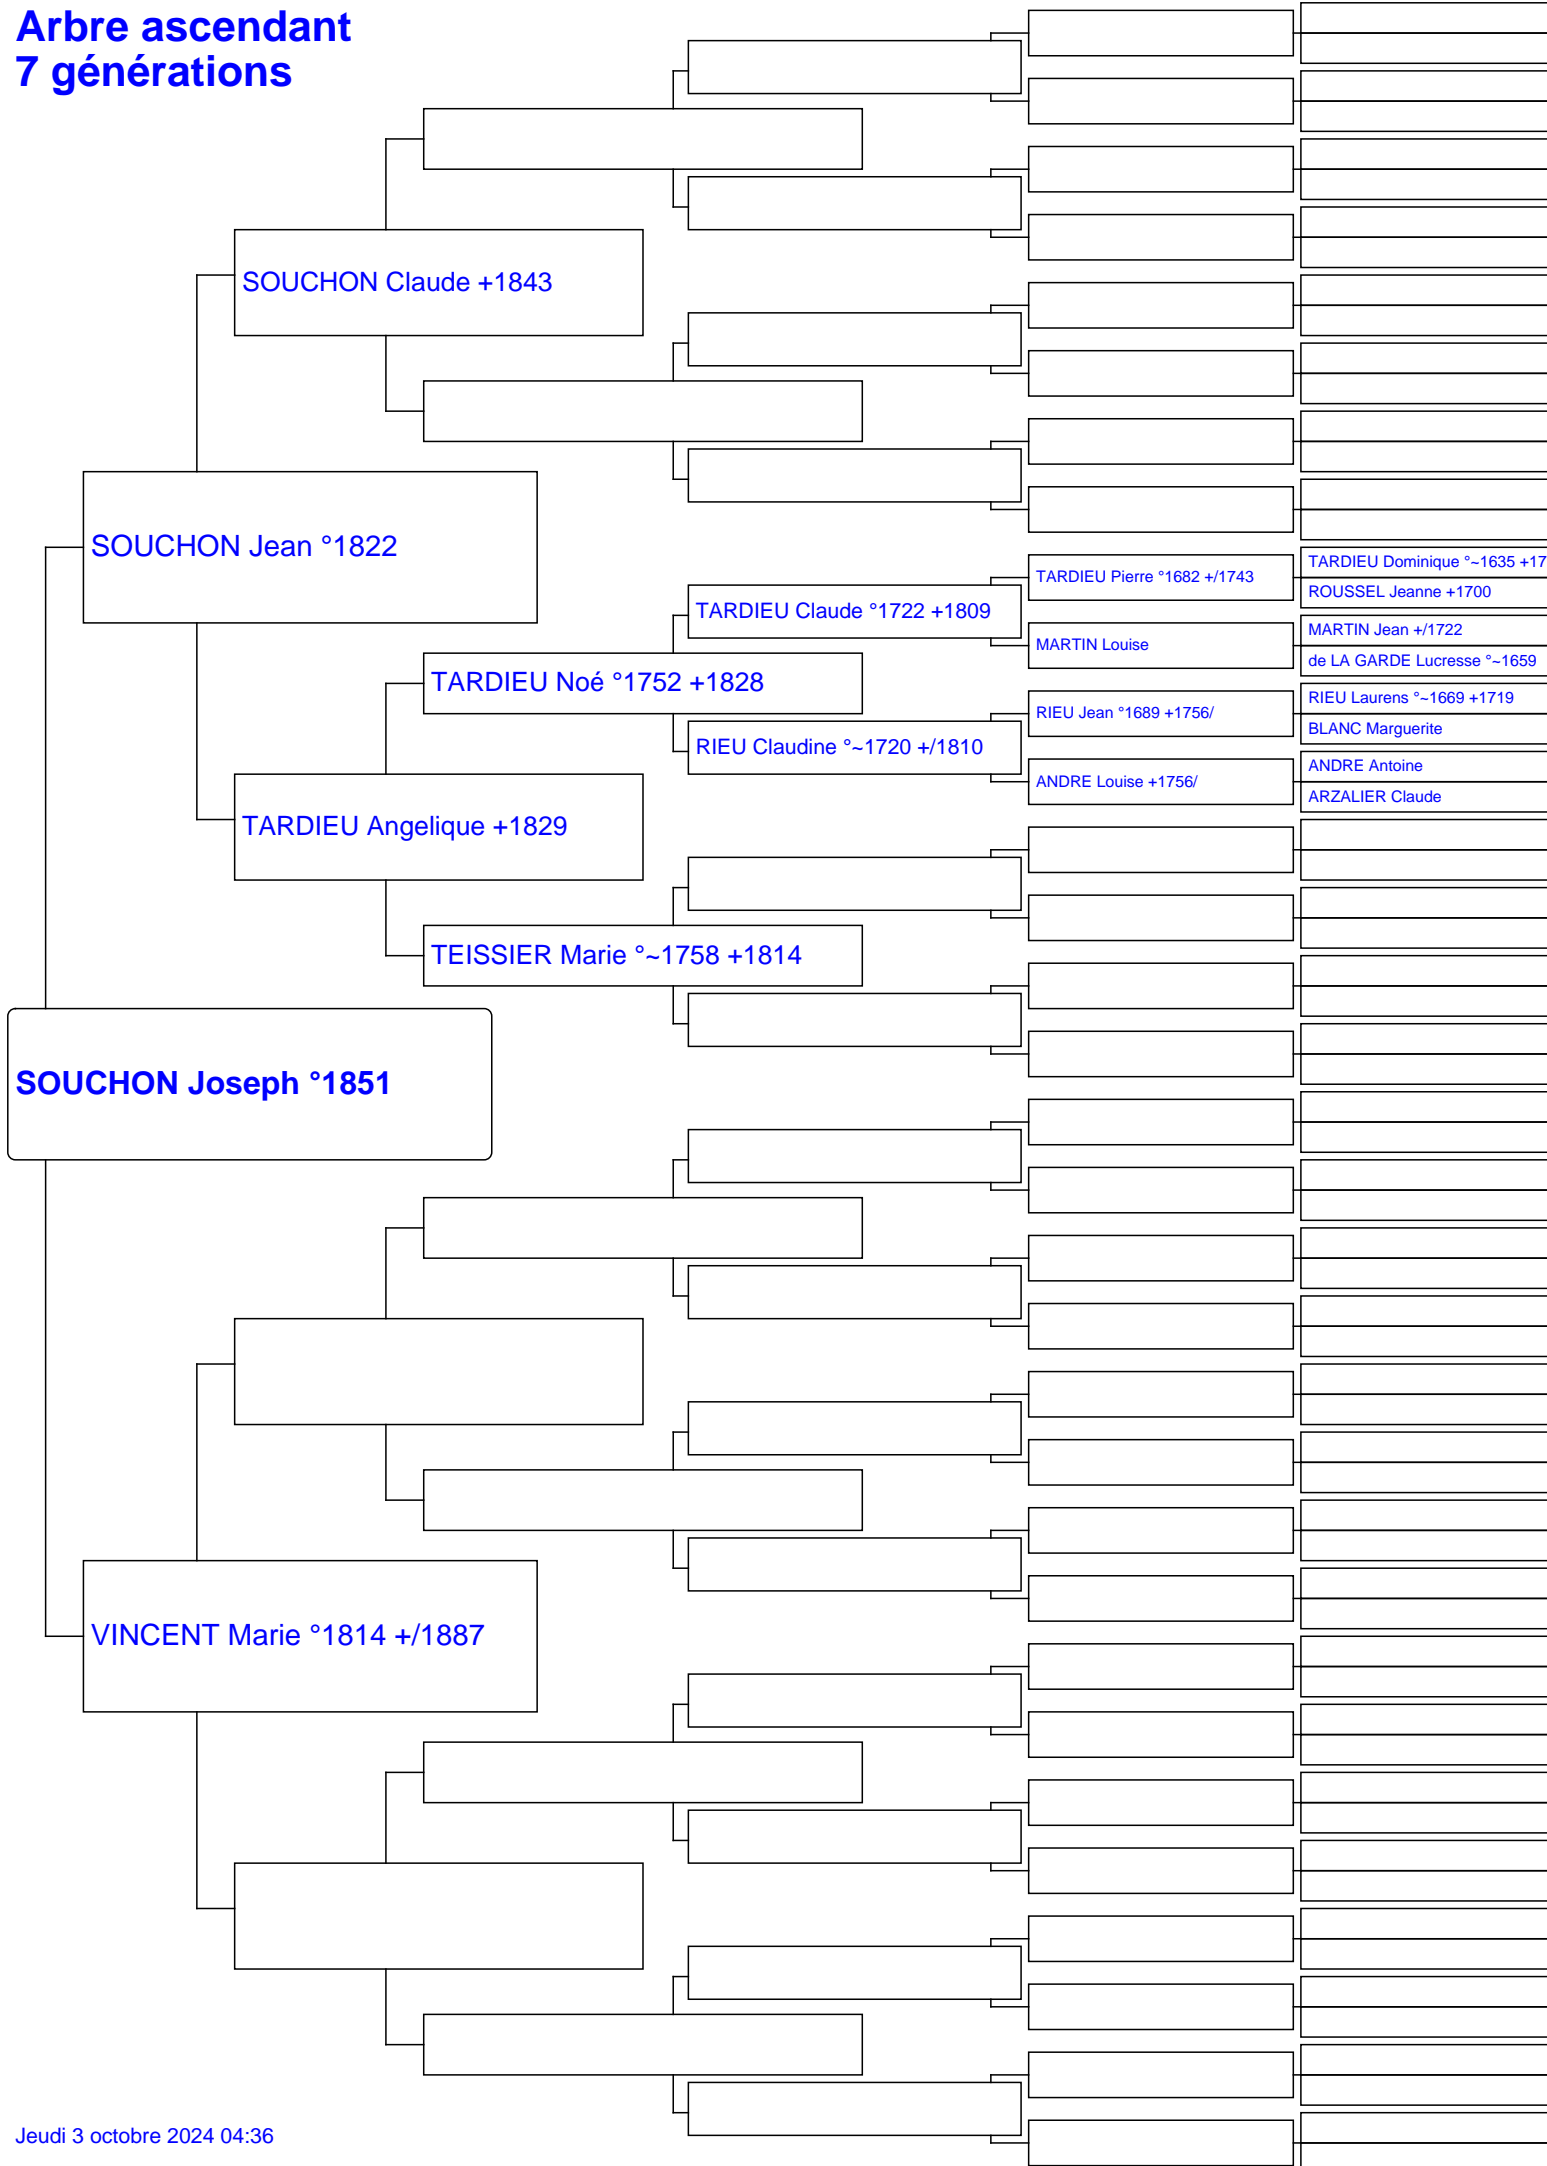 Arbre ascendant
7 générations
SOUCHON Claude +1843
SOUCHON Jean °1822
TARDIEU Pierre °1682 +/1743
TARDIEU Dominique °~1635 +17
ROUSSEL Jeanne +1700
TARDIEU Claude °1722 +1809
MARTIN Louise
MARTIN Jean +/1722
de LA GARDE Lucresse °~1659
TARDIEU Noé °1752 +1828
RIEU Jean °1689 +1756/
RIEU Laurens °~1669 +1719
BLANC Marguerite
RIEU Claudine °~1720 +/1810
ANDRE Louise +1756/
ANDRE Antoine
ARZALIER Claude
TARDIEU Angelique +1829
TEISSIER Marie °~1758 +1814
SOUCHON Joseph °1851
VINCENT Marie °1814 +/1887
Jeudi 3 octobre 2024 04:36